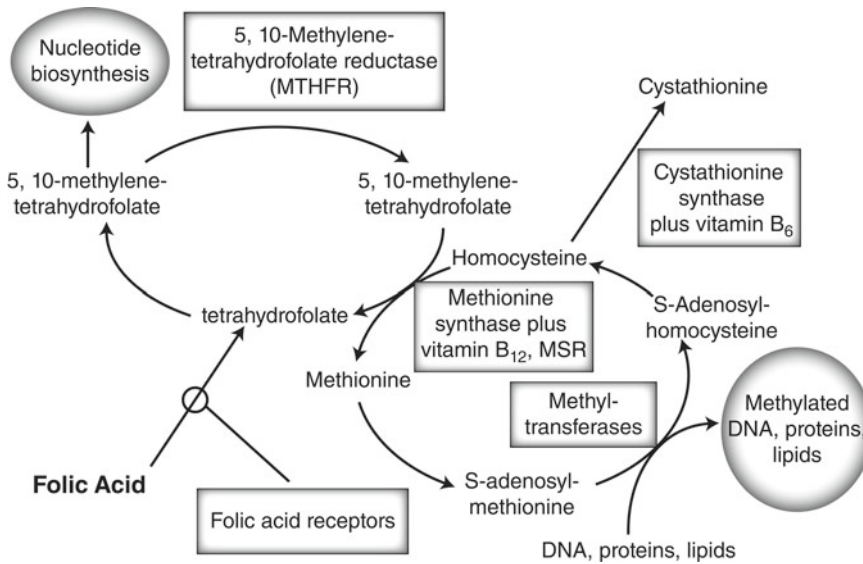 Nucleotide
biosynthesis
5, 10-Methylene-
tetrahydrofolate reductase
(MTHFR)
Cystathionine
5, 10-methylene-
tetrahydrofolate
5, 10-methylene-
tetrahydrofolate
Cystathionine
synthase
plus vitamin B6
Homocysteine
tetrahydrofolate
Methionine
synthase plus
vitamin B12, MSR
S-Adenosyl-
homocysteine
Methionine
Methyl-
transferases
Methylated
DNA, proteins,
lipids
Folic Acid
Folic acid receptors
S-adenosyl-
methionine
DNA, proteins, lipids